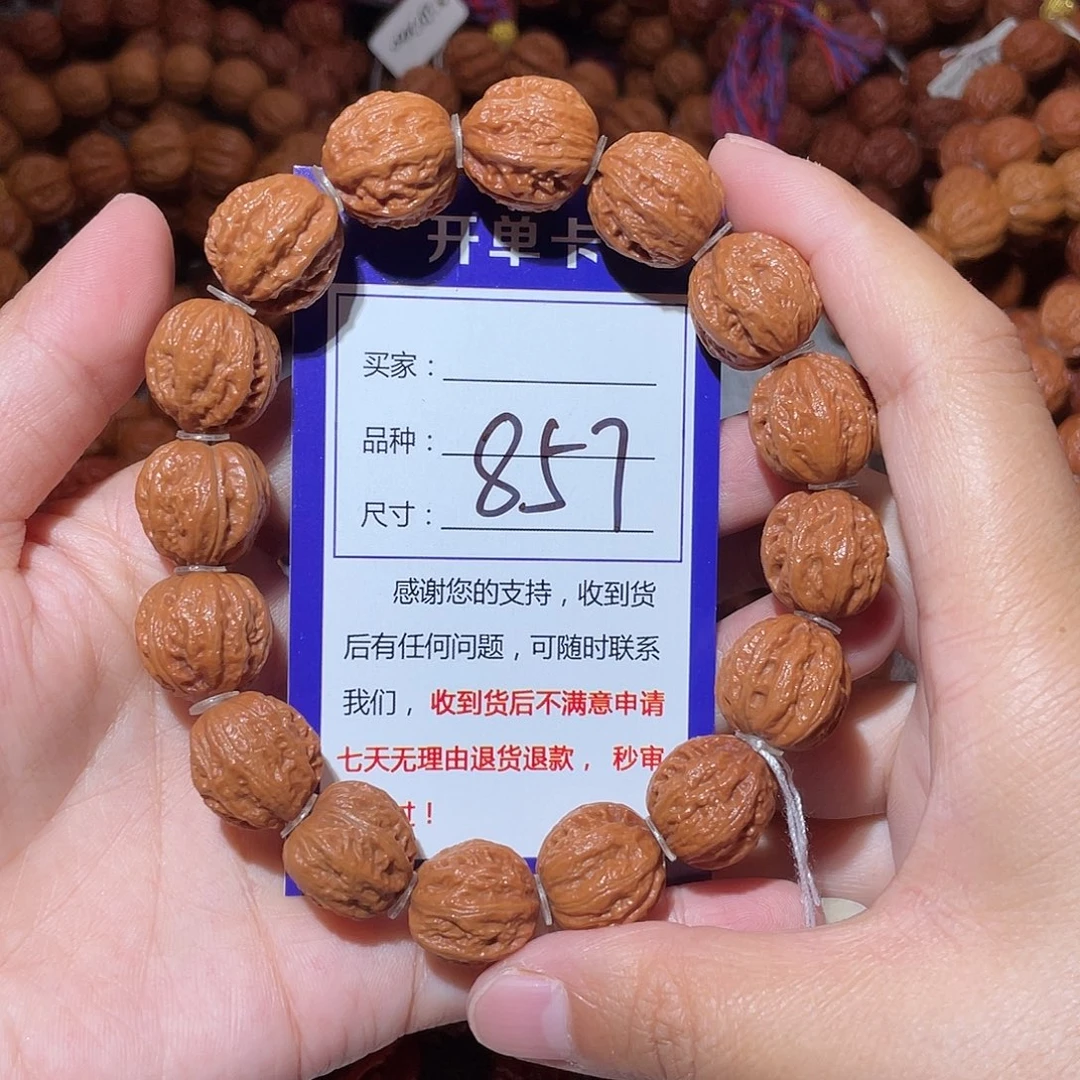 开单卡
买家：
品种：
857
尺寸：
感谢您的支持，收到货
后有任何问题，可随时联系
我们，收到货后不满意申请
七天无理由退货退款，秒审
过！